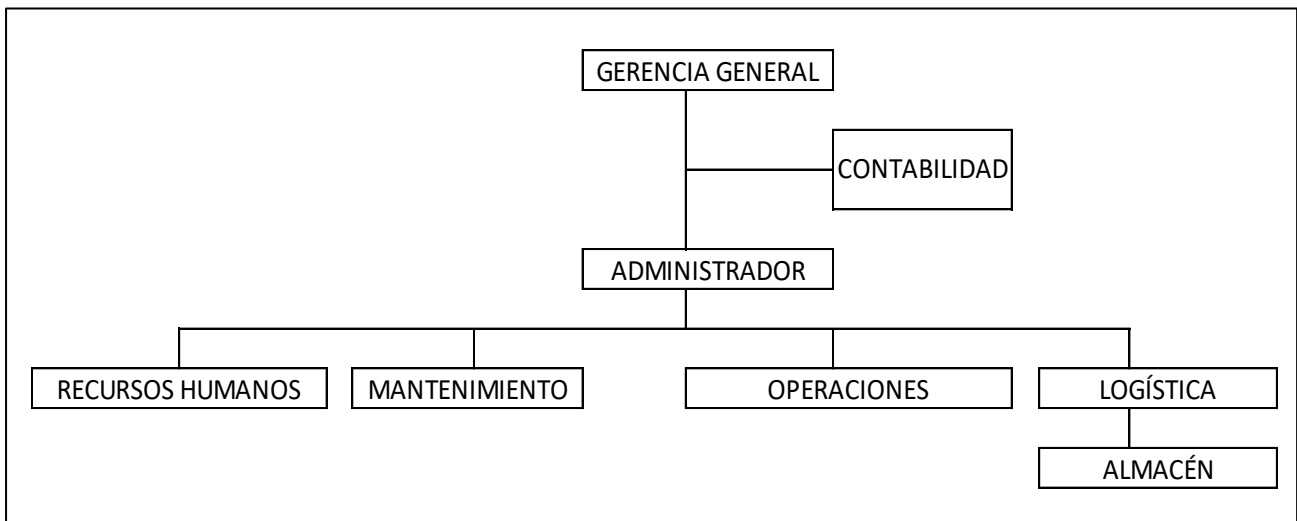 GERENCIA GENERAL
CONTABILIDAD
ADMINISTRADOR
RECURSOS HUMANOS
MANTENIMIENTO
OPERACIONES
LOGÍSTICA
ALMACÉN